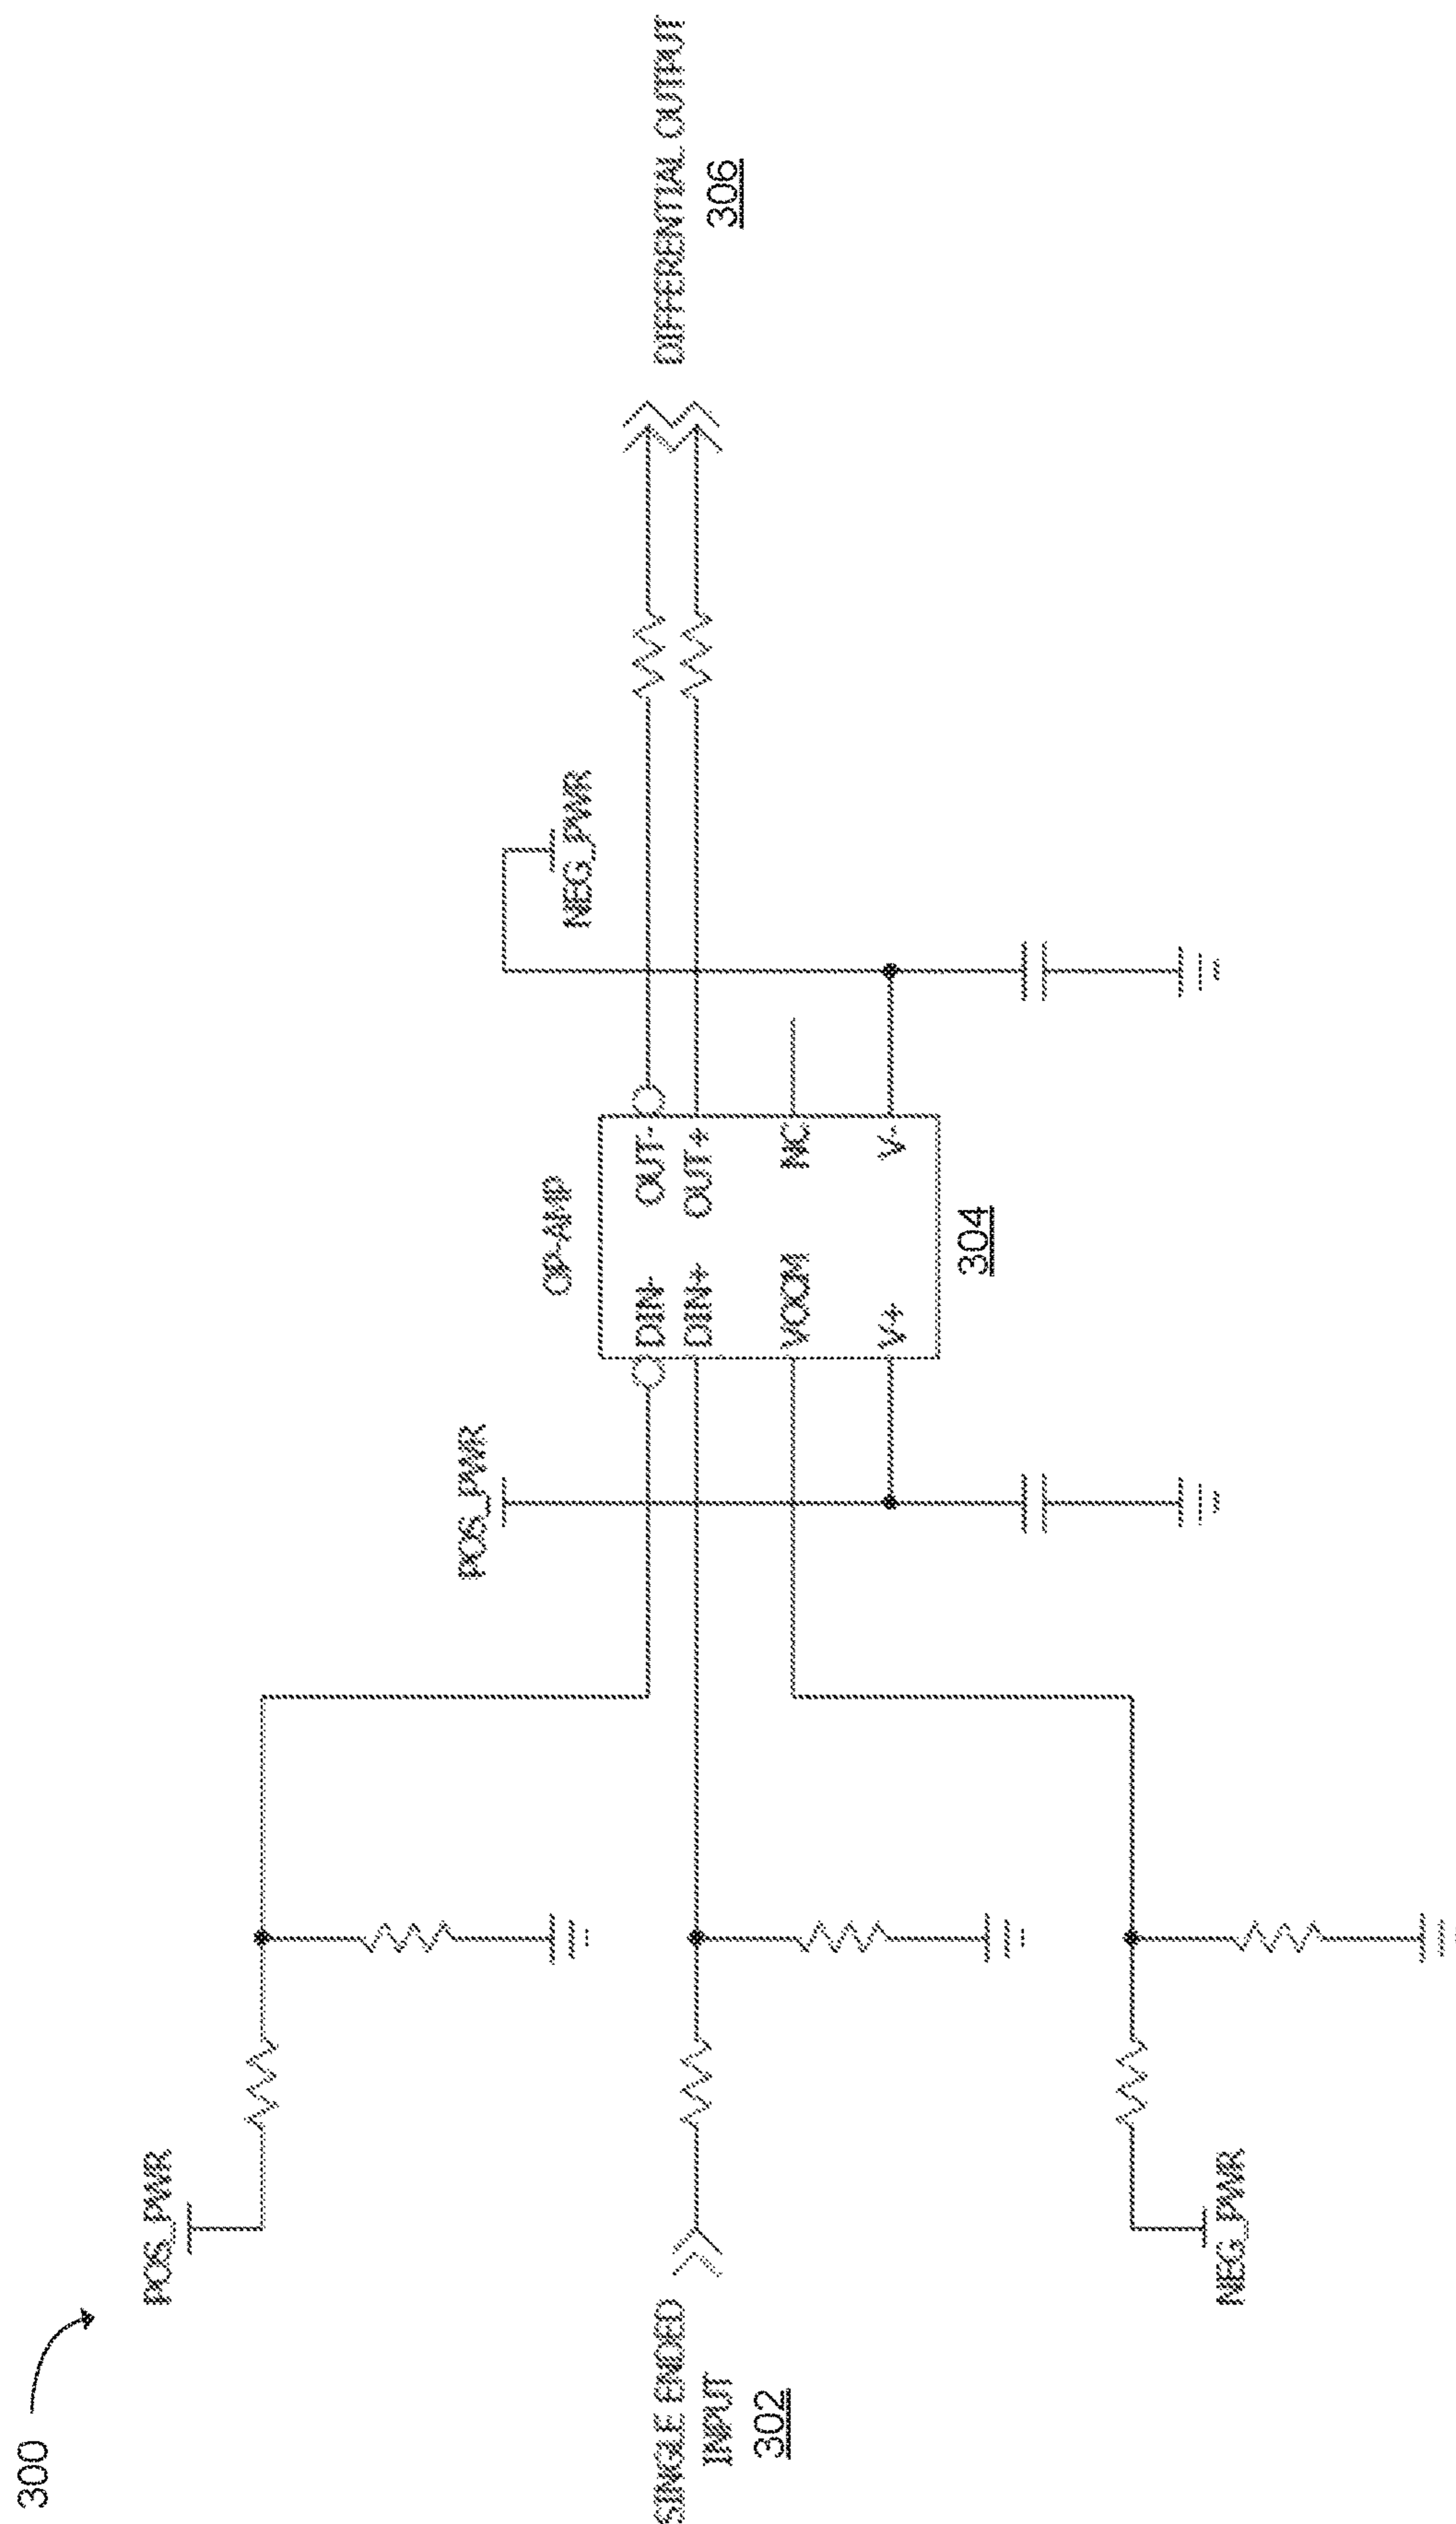 300
POS_PWR
SINGLE ENDED
INPUT
302
NEG_PWR
POS_PWR
OP-AMP
DIN-
OUT-
DIN+
OUT+
VOCM
NC
V+
V-
304
NEG_PWR
DIFFERENTIAL OUTPUT
306